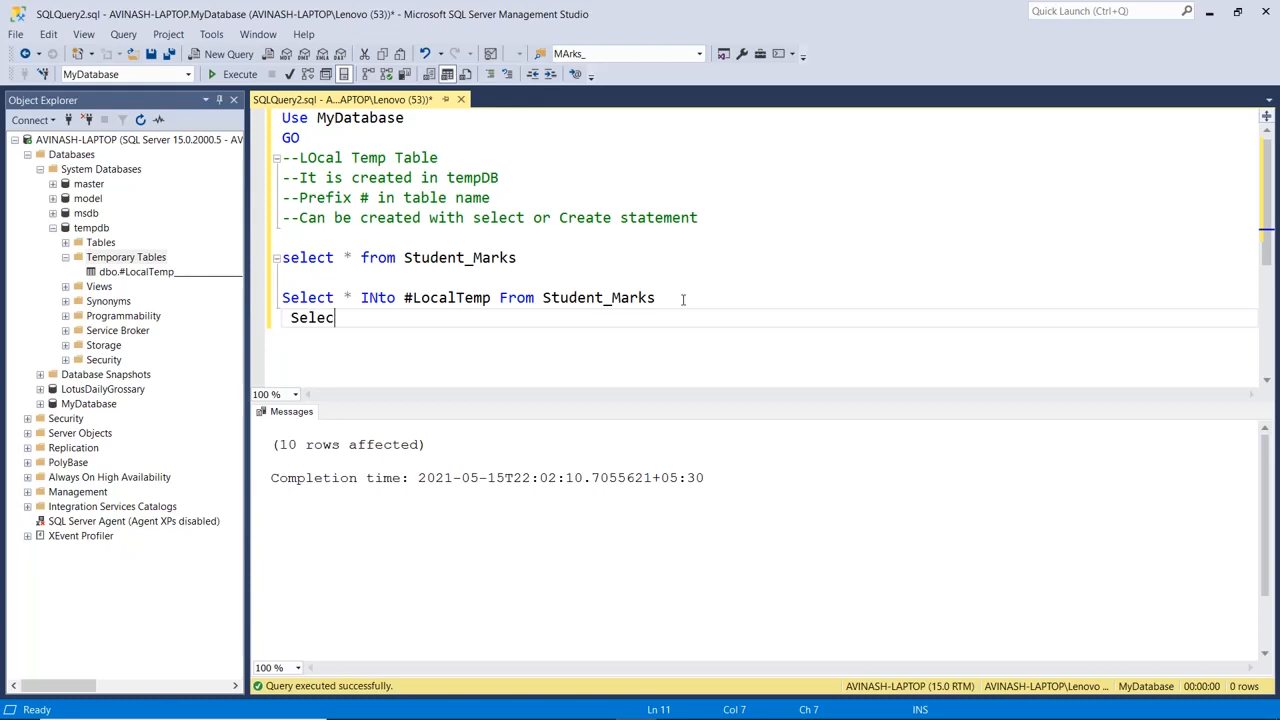 SQLQuery2.sql - AVINASH-LAPTOP.MyDatabase (AVINASH-LAPTOP\Lenovo (53))* - Microsoft SQL Server Management Studio
Quick Launch (Ctrl+Q)
File Edit View Query Project Tools Window Help
New Query MArks_
MyDatabase Execute
Object Explorer
SQLQuery2.sql - A...APTOP\Lenovo (53))*
Connect
AVINASH-LAPTOP (SQL Server 15.0.2000.5 - AV
Databases
System Databases
master
model
msdb
tempdb
Tables
Temporary Tables
dbo.#LocalTemp____________
Views
Synonyms
Programmability
Service Broker
Storage
Security
Database Snapshots
LotusDailyGrossary
MyDatabase
Security
Server Objects
Replication
PolyBase
Always On High Availability
Management
Integration Services Catalogs
SQL Server Agent (Agent XPs disabled)
XEvent Profiler
Use MyDatabase
GO
--LOcal Temp Table
--It is created in tempDB
--Prefix # in table name
--Can be created with select or Create statement
select * from Student_Marks
Select * INto #LocalTemp From Student_Marks
Selec
100 %
Messages
(10 rows affected)
Completion time: 2021-05-15T22:02:10.7055621+05:30
100 %
Query executed successfully. AVINASH-LAPTOP (15.0 RTM) AVINASH-LAPTOP\Lenovo ... MyDatabase 00:00:00 0 rows
Ready Ln 11 Col 7 Ch 7 INS